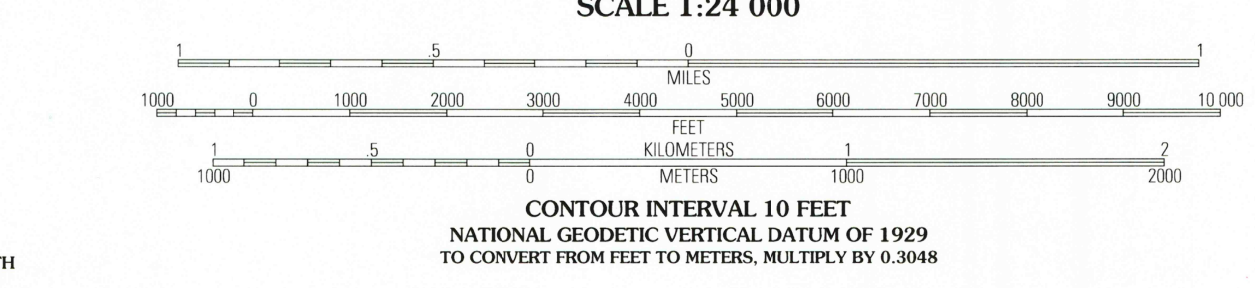 SCALE 1:24 000
1 .5 0 1
MILES
1000 0 1000 2000 3000 4000 5000 6000 7000 8000 9000 10 000
FEET
1 .5 0 KILOMETERS 1 2
1000 0 METERS 1000 2000
CONTOUR INTERVAL 10 FEET
NATIONAL GEODETIC VERTICAL DATUM OF 1929
TO CONVERT FROM FEET TO METERS, MULTIPLY BY 0.3048
TH